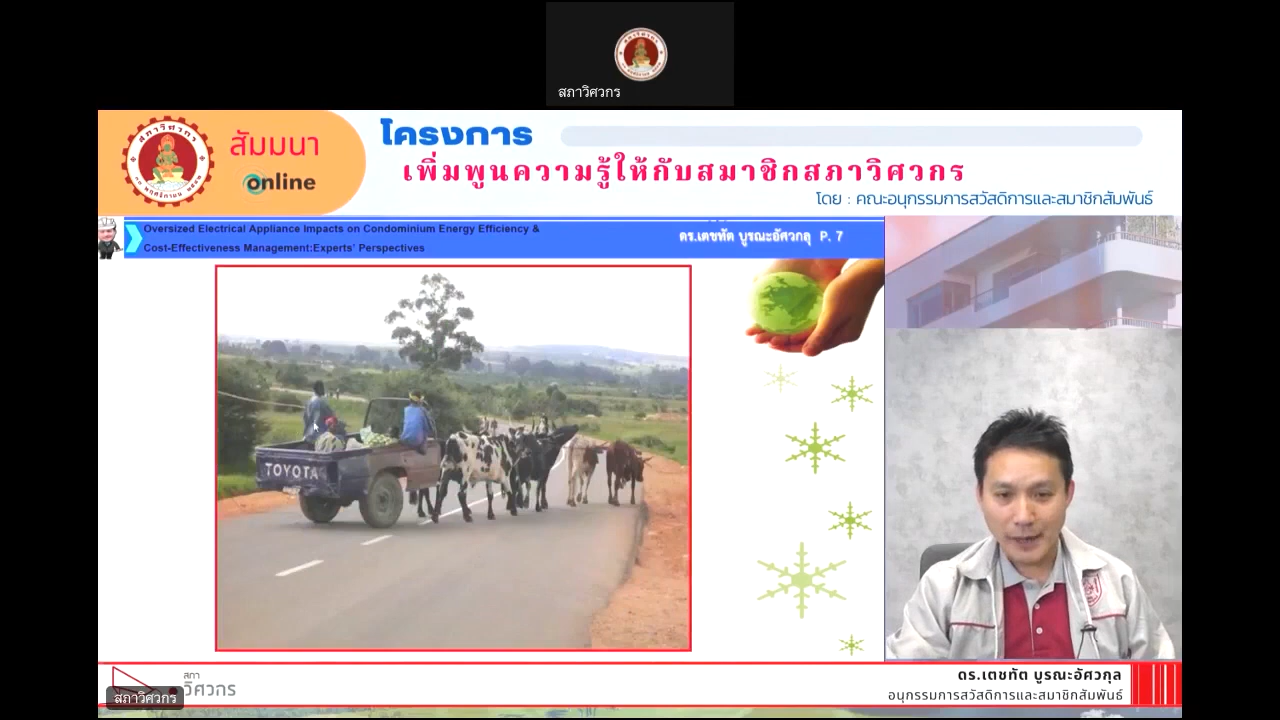 สภาวิศวกร
สภาวิศวกร
สัมมนา
online
โครงการ
เพิ่มพูนความรู้ให้กับสมาชิกสภาวิศวกร
โดย : คณะอนุกรรมการสวัสดิการและสมาชิกสัมพันธ์
Oversized Electrical Appliance Impacts on Condominium Energy Efficiency &
Cost-Effectiveness Management:Experts' Perspectives
ดร.เตชทัต บูรณะอัศวกุล P. 7
TOYOTA
สภา
วิศวกร
สภาวิศวกร
ดร.เตชทัต บูรณะอัศวกุล
อนุกรรมการสวัสดิการและสมาชิกสัมพันธ์